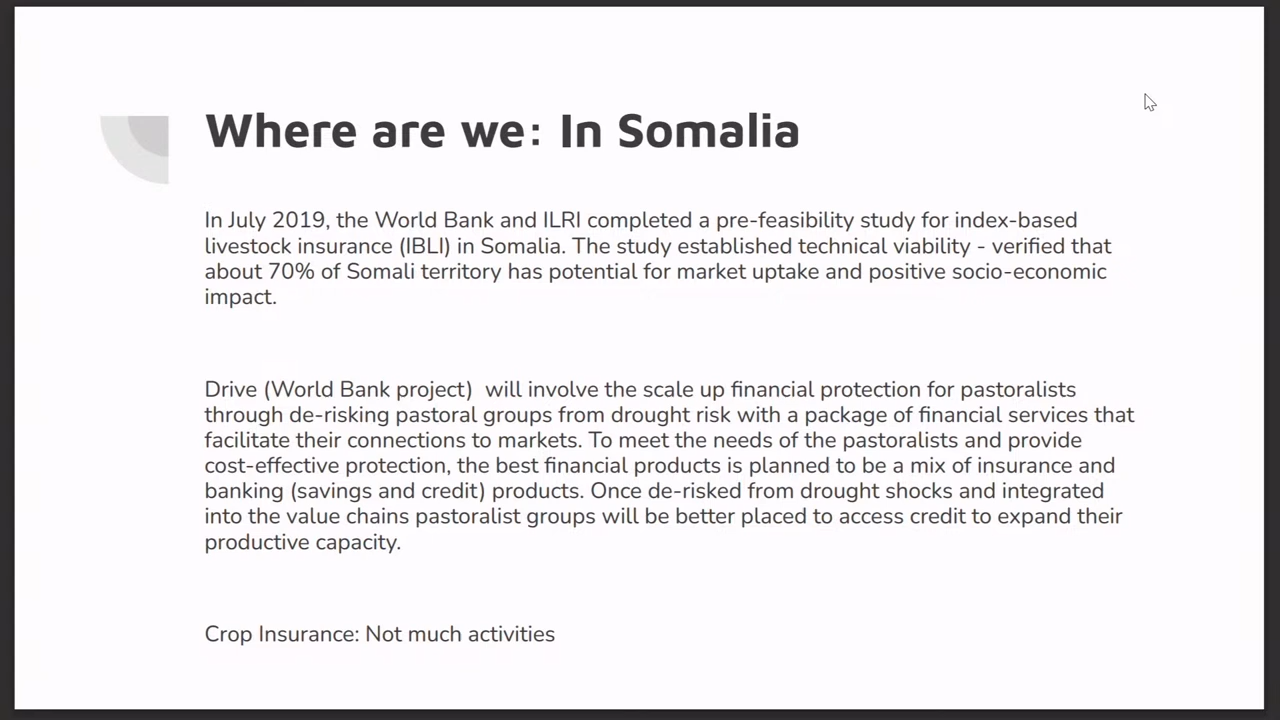 Where are we: In Somalia
In July 2019, the World Bank and ILRI completed a pre-feasibility study for index-based
livestock insurance (IBLI) in Somalia. The study established technical viability - verified that
about 70% of Somali territory has potential for market uptake and positive socio-economic
impact.
Drive (World Bank project)  will involve the scale up financial protection for pastoralists
through de-risking pastoral groups from drought risk with a package of financial services that
facilitate their connections to markets. To meet the needs of the pastoralists and provide
cost-effective protection, the best financial products is planned to be a mix of insurance and
banking (savings and credit) products. Once de-risked from drought shocks and integrated
into the value chains pastoralist groups will be better placed to access credit to expand their
productive capacity.
Crop Insurance: Not much activities